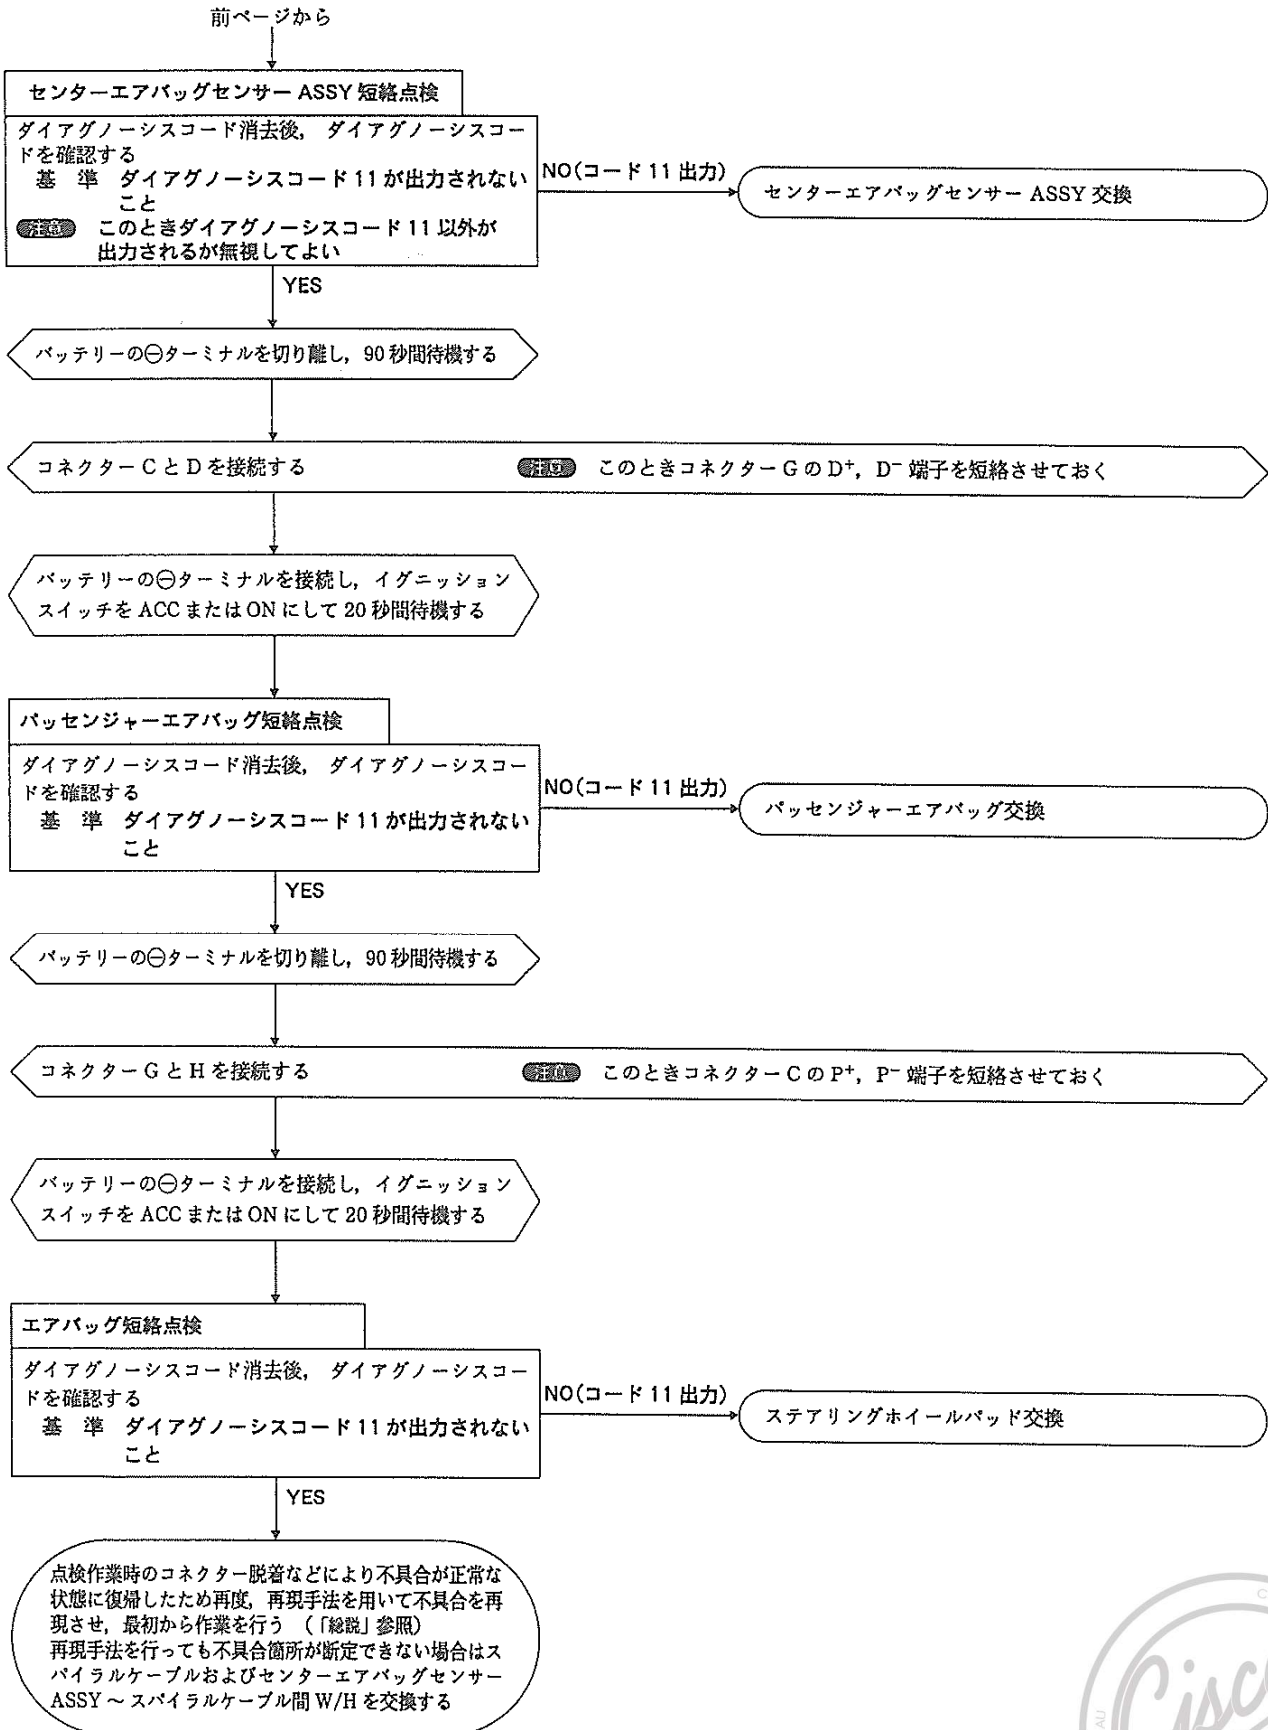 前ページから
センターエアバッグセンサー ASSY 短絡点検
ダイアグノーシスコード消去後, ダイアグノーシスコー
ドを確認する
基 準 ダイアグノーシスコード 11 が出力されない
こと
注意 このときダイアグノーシスコード 11 以外が
出力されるが無視してよい
NO(コード 11 出力)
センターエアバッグセンサー ASSY 交換
YES
バッテリーの⊖ターミナルを切り離し, 90 秒間待機する
コネクター C と D を接続する 注意 このときコネクター G の D⁺, D⁻ 端子を短絡させておく
バッテリーの⊖ターミナルを接続し, イグニッション
スイッチを ACC または ON にして 20 秒間待機する
パッセンジャーエアバッグ短絡点検
ダイアグノーシスコード消去後, ダイアグノーシスコー
ドを確認する
基 準 ダイアグノーシスコード 11 が出力されない
こと
NO(コード 11 出力)
パッセンジャーエアバッグ交換
YES
バッテリーの⊖ターミナルを切り離し, 90 秒間待機する
コネクター G と H を接続する 注意 このときコネクター C の P⁺, P⁻ 端子を短絡させておく
バッテリーの⊖ターミナルを接続し, イグニッション
スイッチを ACC または ON にして 20 秒間待機する
エアバッグ短絡点検
ダイアグノーシスコード消去後, ダイアグノーシスコー
ドを確認する
基 準 ダイアグノーシスコード 11 が出力されない
こと
NO(コード 11 出力)
ステアリングホイールパッド交換
YES
点検作業時のコネクター脱着などにより不具合が正常な
状態に復帰したため再度, 再現手法を用いて不具合を再
現させ, 最初から作業を行う (「総説」参照)
再現手法を行っても不具合箇所が断定できない場合はス
パイラルケーブルおよびセンターエアバッグセンサー
ASSY ~ スパイラルケーブル間 W/H を交換する